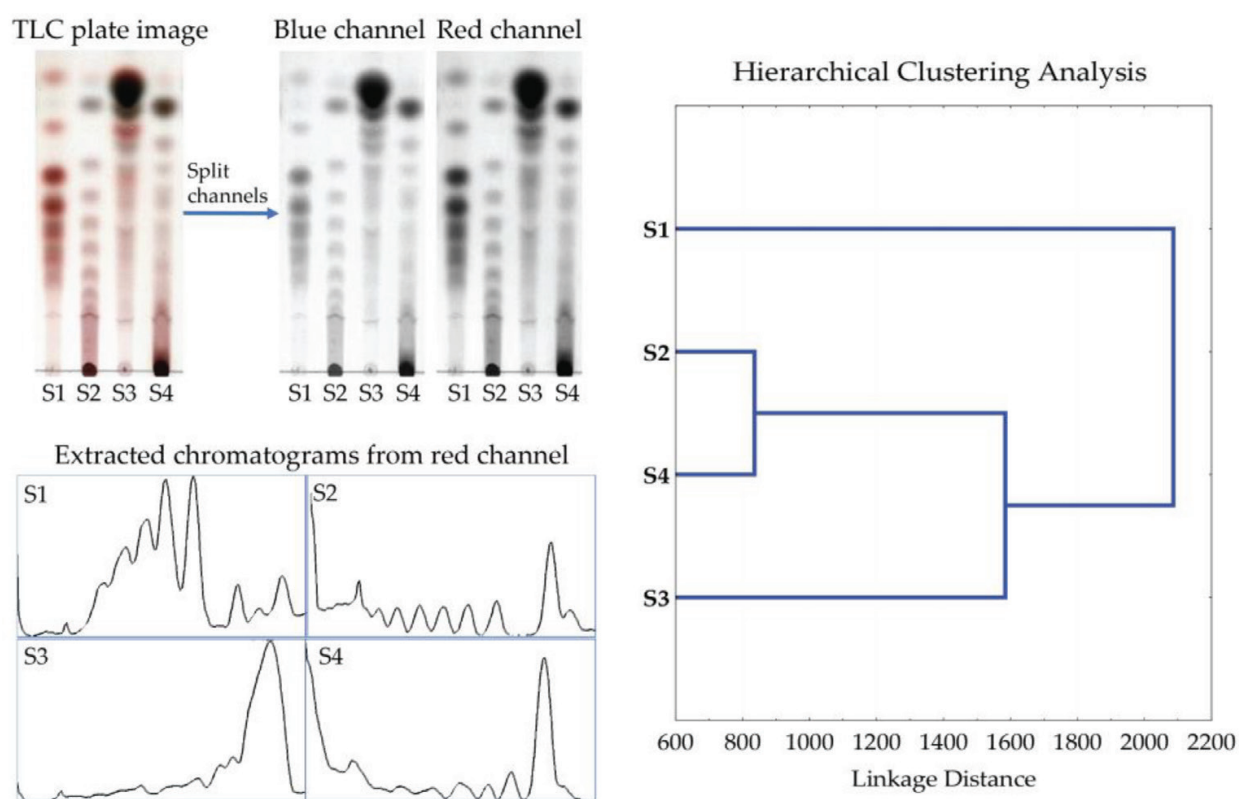 TLC plate image
Blue channel Red channel
Split
channels
S1 S2 S3 S4
S1 S2 S3 S4
S1 S2 S3 S4
Extracted chromatograms from red channel
S1
S2
S3
S4
Hierarchical Clustering Analysis
S1
S2
S4
S3
600 800 1000 1200 1400 1600 1800 2000 2200
Linkage Distance